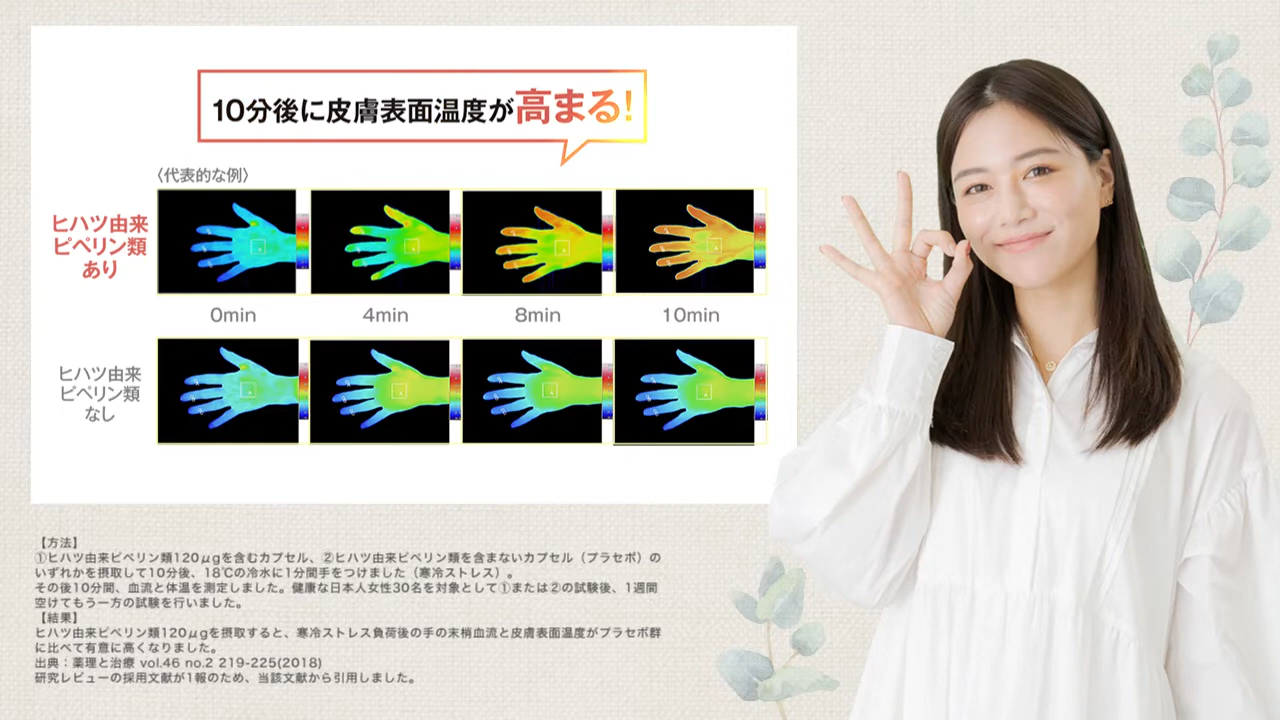 10分後に皮膚表面温度が高まる!
〈代表的な例〉
ヒハツ由来
ピペリン類
あり
0min
4min
8min
10min
ヒハツ由来
ピペリン類
なし
【方法】
①ヒハツ由来ピペリン類120μgを含むカプセル、②ヒハツ由来ピペリン類を含まないカプセル（プラセボ）の
いずれかを摂取して10分後、18℃の冷水に1分間手をつけました（寒冷ストレス）。
その後10分間、血流と体温を測定しました。健康な日本人女性30名を対象として①または②の試験後、1週間
空けてもう一方の試験を行いました。
【結果】
ヒハツ由来ピペリン類120μgを摂取すると、寒冷ストレス負荷後の手の末梢血流と皮膚表面温度がプラセボ群
に比べて有意に高くなりました。
出典：薬理と治療 vol.46 no.2 219-225(2018)
研究レビューの採用文献が1報のため、当該文献から引用しました。